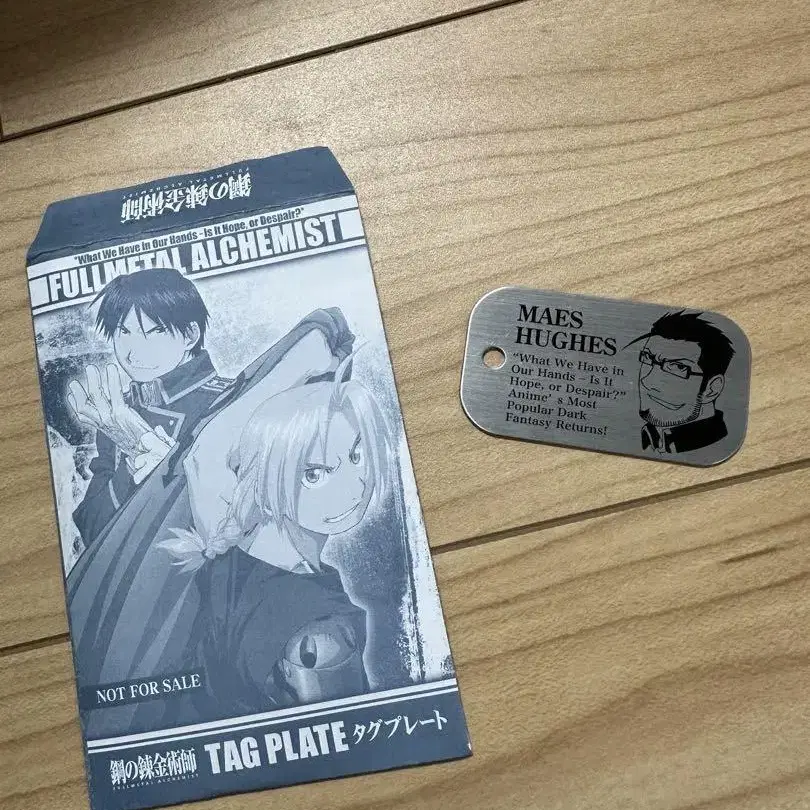 鋼の錬金術師
FULLMETAL ALCHEMIST
"What We Have in Our Hands - Is It Hope, or Despair?"
FULLMETAL ALCHEMIST
NOT FOR SALE
鋼の錬金術師 TAG PLATE タグプレート
FULLMETAL ALCHEMIST
MAES
HUGHES
"What We Have in
Our Hands – Is It
Hope, or Despair?"
Anime's Most
Popular Dark
Fantasy Returns!